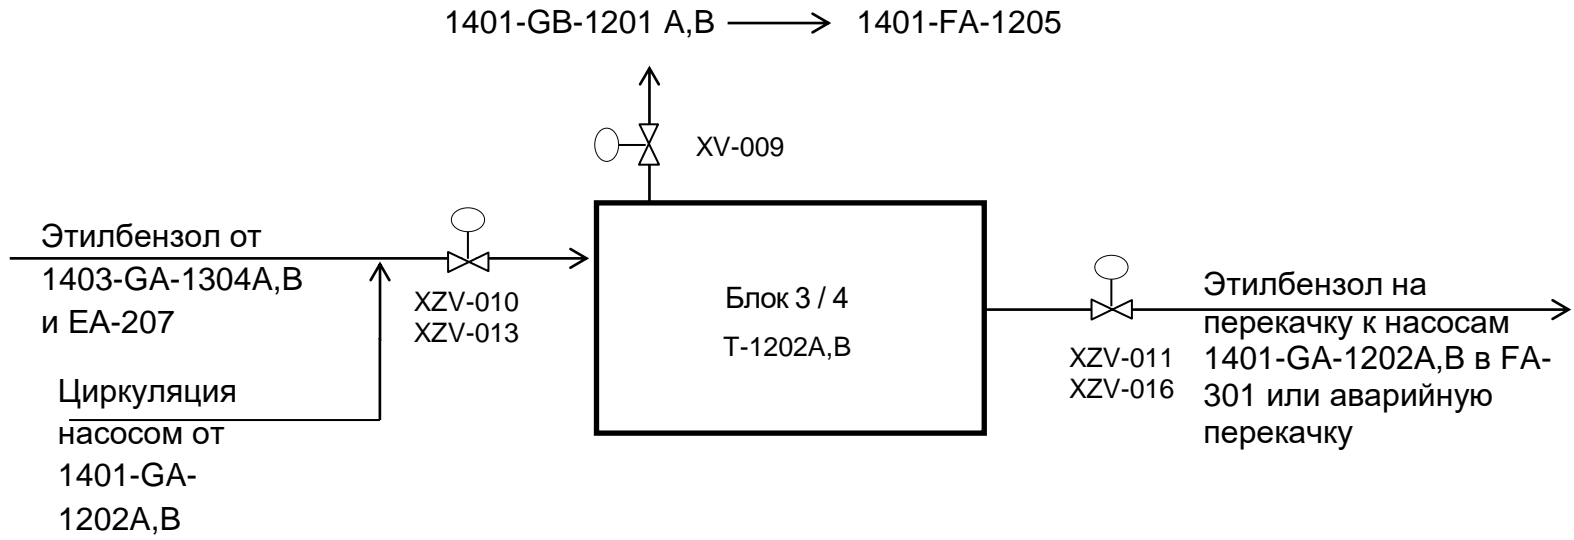 1401-GB-1201 A,B 1401-FA-1205
XV-009
Этилбензол от
1403-GA-1304A,B
и EA-207
XZV-010
XZV-013
Циркуляция
насосом от
1401-GA-
1202A,B
Блок 3 / 4
T-1202A,B
XZV-011
XZV-016
Этилбензол на
перекачку к насосам
1401-GA-1202A,B в FA-
301 или аварийную
перекачку